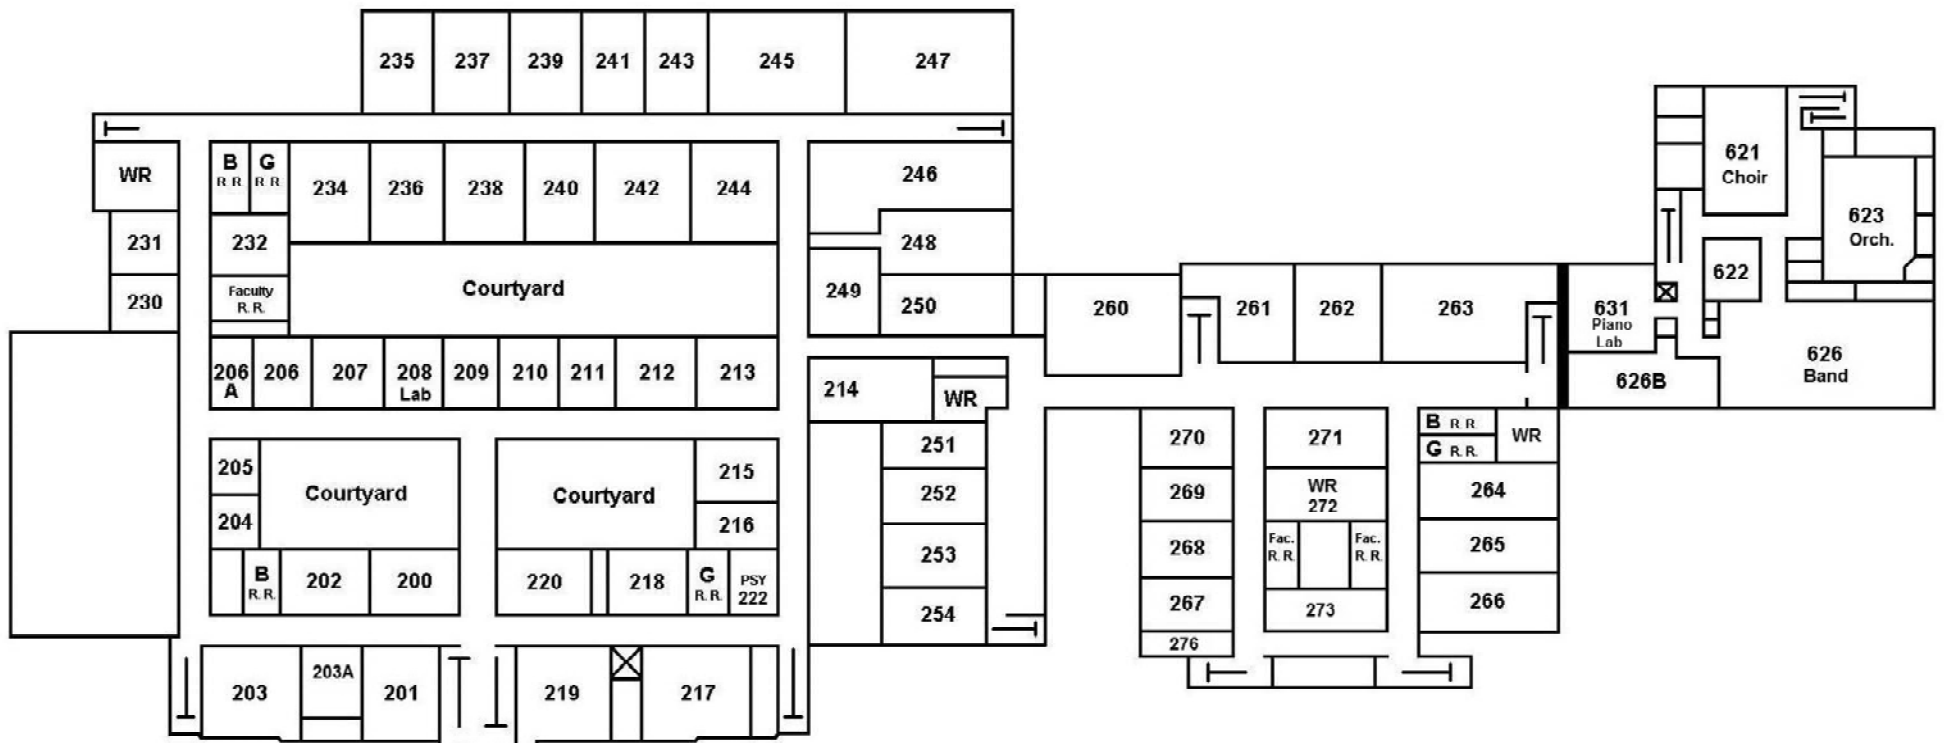 235 237 239 241 243 245 247
WR
B
R R
G
R R
234 236 238 240 242 244
246
231
232
248
230
Faculty
R. R.
Courtyard
249
250
206
A
206 207
208
Lab
209 210 211 212 213
214
WR
205
Courtyard
Courtyard
215
204
216
251
252
253
254
B
R. R.
202 200
220 218
G
R. R.
PSY
222
203
203A
201
219 217
260
261 262 263
270
269
268
267
276
271
WR
272
Fac.
R. R.
Fac.
R. R.
273
B R R.
G R. R.
WR
264
265
266
621
Choir
623
Orch.
622
631
Piano
Lab
626B
626
Band